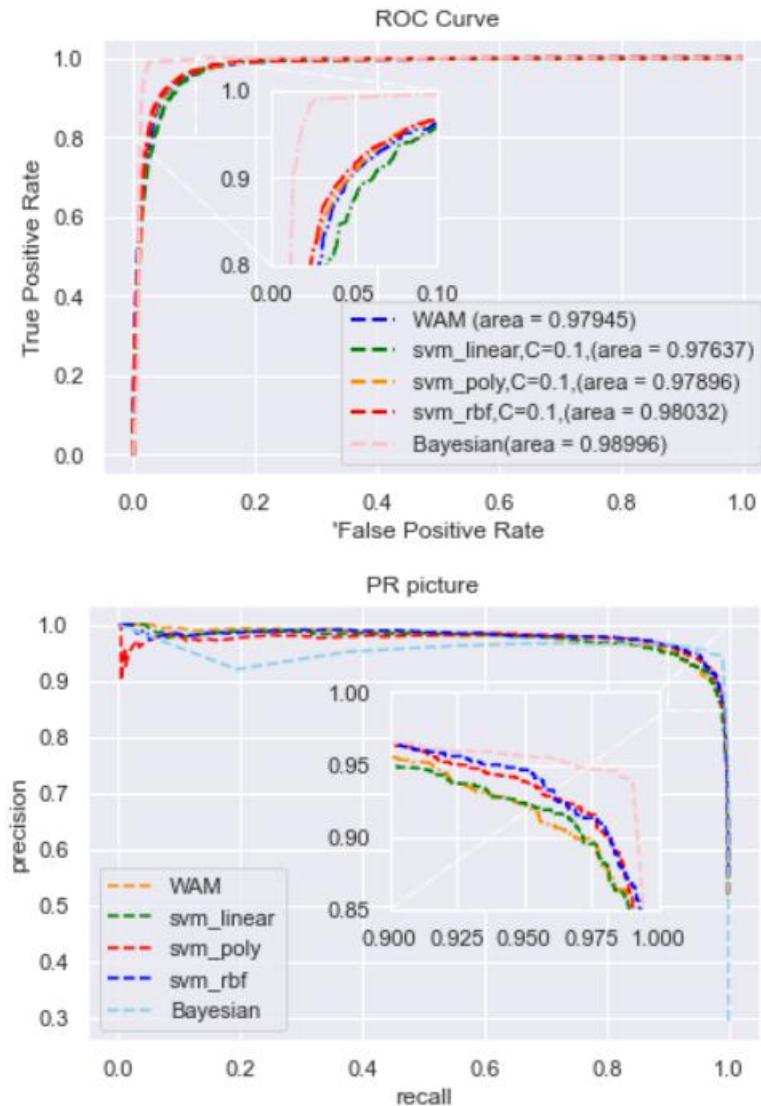 ROC Curve
True Positive Rate
1.0
0.8
0.6
0.4
0.2
0.0
1.0
0.9
0.8
0.00 0.05 0.10
WAM (area = 0.97945)
svm_linear,C=0.1,(area = 0.97637)
svm_poly,C=0.1,(area = 0.97896)
svm_rbf,C=0.1,(area = 0.98032)
Bayesian(area = 0.98996)
0.0 0.2 0.4 0.6 0.8 1.0
'False Positive Rate
PR picture
precision
1.0
0.9
0.8
0.7
0.6
0.5
0.4
0.3
1.00
0.95
0.90
0.85
0.900 0.925 0.950 0.975 1.000
WAM
svm_linear
svm_poly
svm_rbf
Bayesian
0.0 0.2 0.4 0.6 0.8 1.0
recall